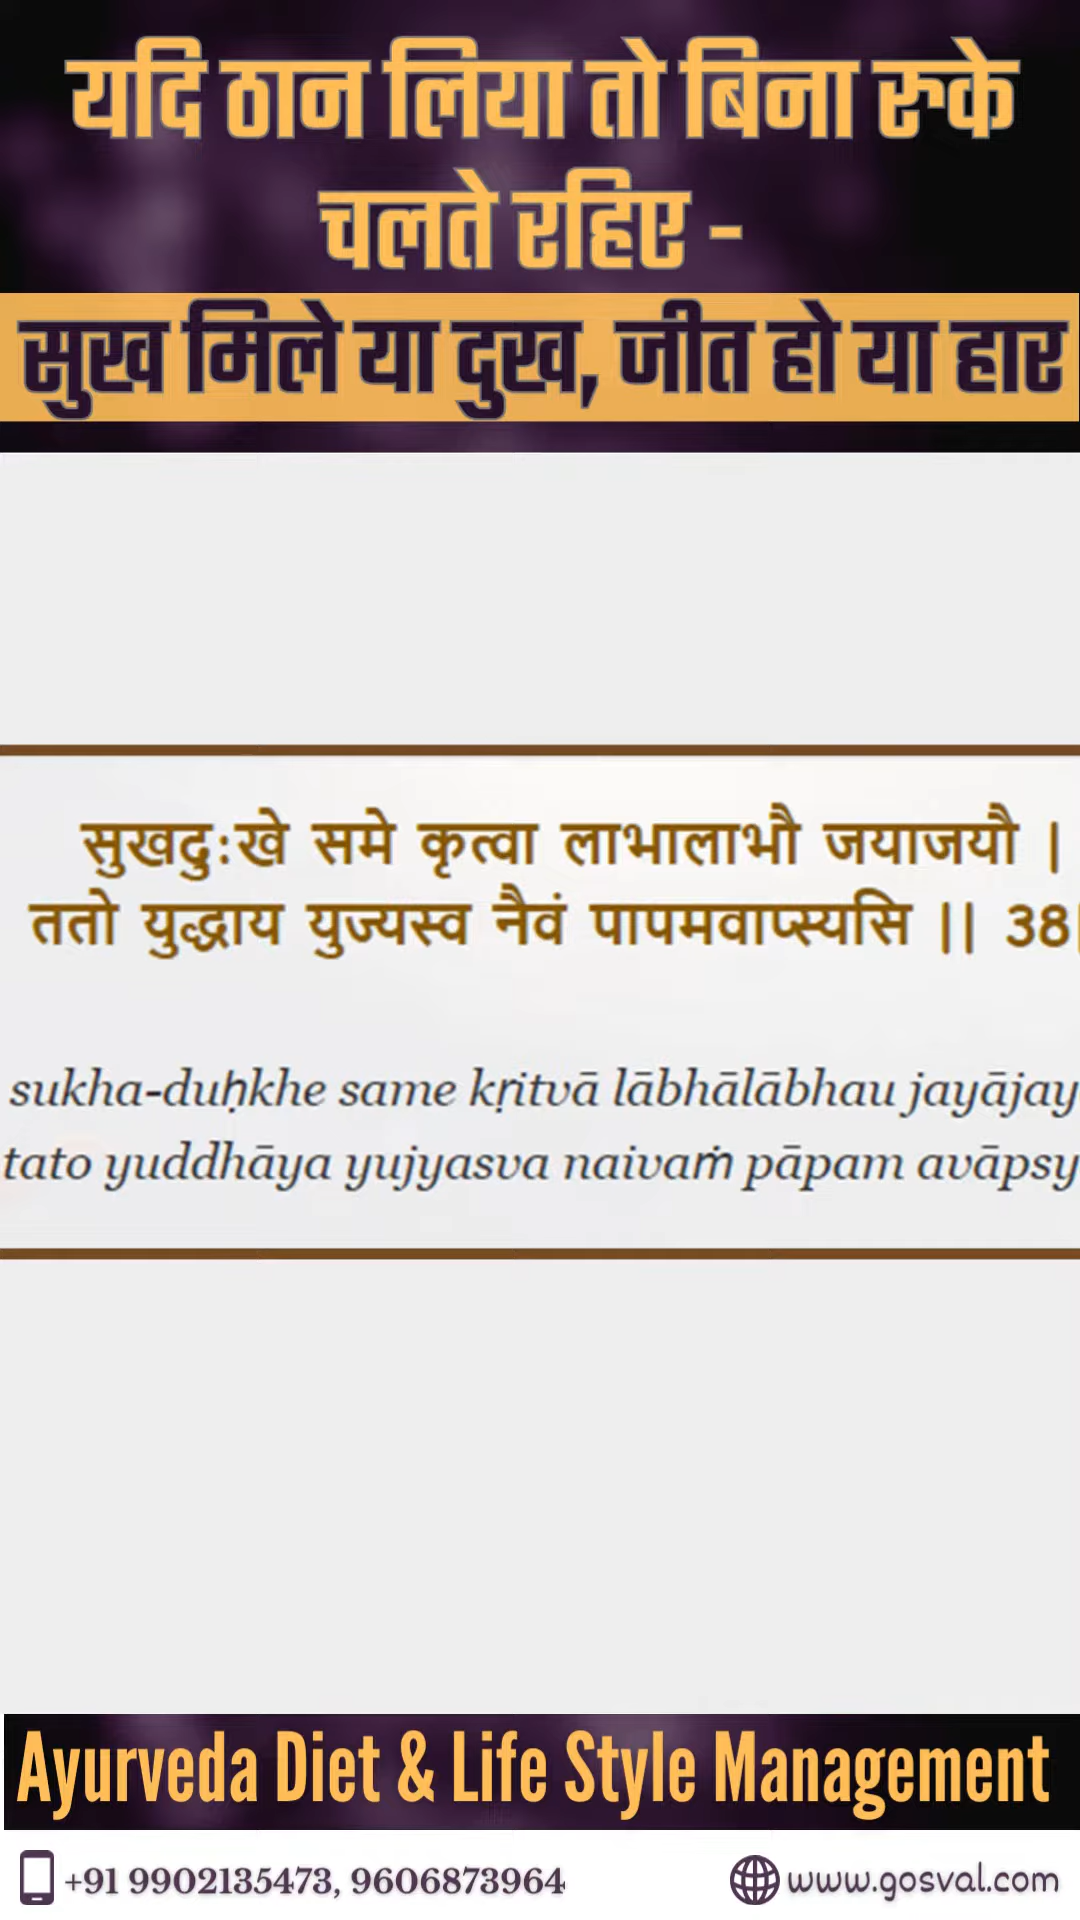 यदि ठान लिया तो बिना रुके
चलते रहिए -
सुख मिले या दुख, जीत हो या हार
सुखदुःखे समे कृत्वा लाभालाभौ जयाजयौ |
ततो युद्धाय युज्यस्व नैवं पापमवाप्स्यसि || 38|
sukha-duḥkhe same kṛitvā lābhālābhau jayājay
tato yuddhāya yujyasva naivaṁ pāpam avāpsy
Ayurveda Diet & Life Style Management
+91 9902135473, 9606873964
www.gosval.com